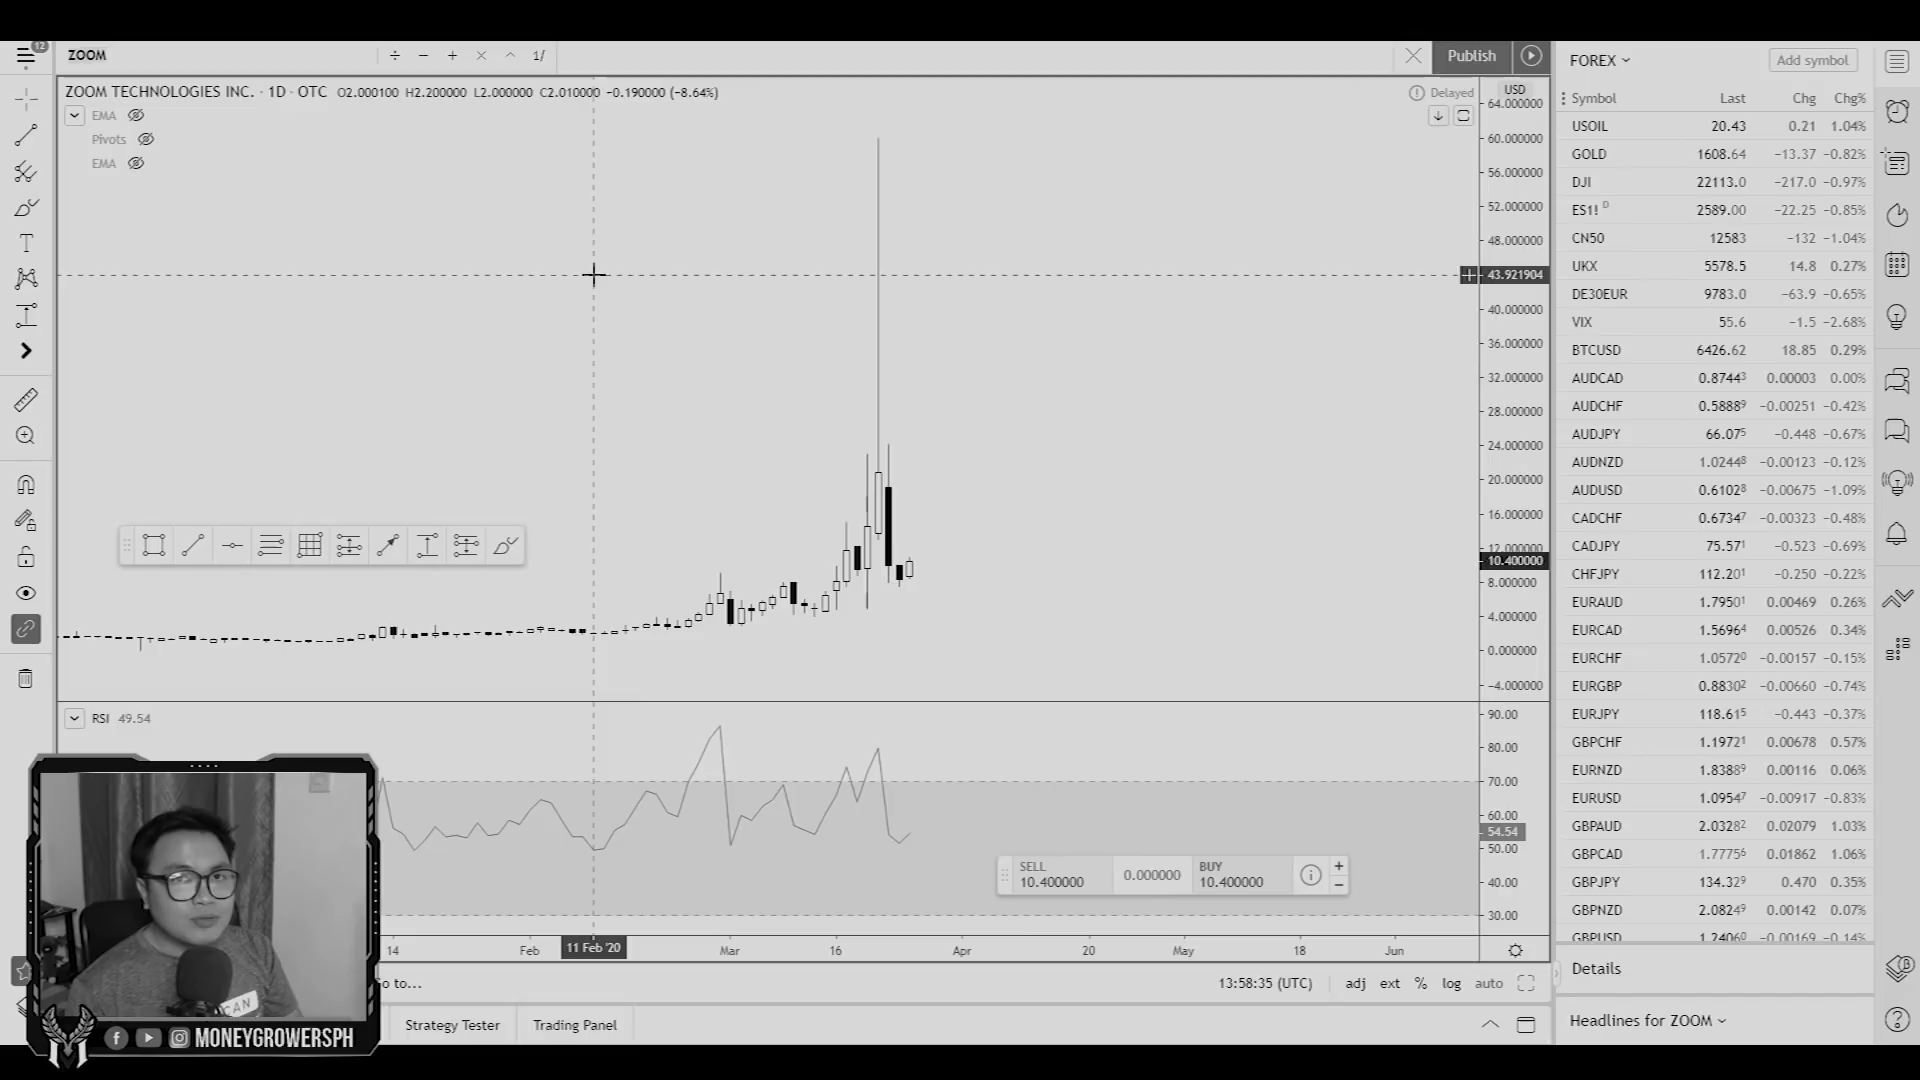 12
ZOOM
1/
Publish
ZOOM TECHNOLOGIES INC. · 1D · OTC O2.000100 H2.200000 L2.000000 C2.010000 −0.190000 (−8.64%)
Delayed
EMA
Pivots
EMA
USD
64.000000
60.000000
56.000000
52.000000
48.000000
43.921904
40.000000
36.000000
32.000000
28.000000
24.000000
20.000000
16.000000
12.000000
10.400000
8.000000
4.000000
0.000000
−4.000000
RSI 49.54
90.00
80.00
70.00
60.00
54.54
50.00
40.00
30.00
SELL
10.400000
0.000000
BUY
10.400000
14 Feb 11 Feb '20 Mar 16 Apr 20 May 18 Jun
o to...
13:58:35 (UTC) adj ext % log auto
Strategy Tester Trading Panel
FOREX Add symbol
Symbol Last Chg Chg%
USOIL 20.43 0.21 1.04%
GOLD 1608.64 −13.37 −0.82%
DJI 22113.0 −217.0 −0.97%
ES1! D 2589.00 −22.25 −0.85%
CN50 12583 −132 −1.04%
UKX 5578.5 14.8 0.27%
DE30EUR 9783.0 −63.9 −0.65%
VIX 55.6 −1.5 −2.68%
BTCUSD 6426.62 18.85 0.29%
AUDCAD 0.87443 0.00003 0.00%
AUDCHF 0.58889 −0.00251 −0.42%
AUDJPY 66.075 −0.448 −0.67%
AUDNZD 1.02448 −0.00123 −0.12%
AUDUSD 0.61028 −0.00675 −1.09%
CADCHF 0.67347 −0.00323 −0.48%
CADJPY 75.571 −0.523 −0.69%
CHFJPY 112.201 −0.250 −0.22%
EURAUD 1.79501 0.00469 0.26%
EURCAD 1.56964 0.00526 0.34%
EURCHF 1.05720 −0.00157 −0.15%
EURGBP 0.88302 −0.00660 −0.74%
EURJPY 118.615 −0.443 −0.37%
GBPCHF 1.19721 0.00678 0.57%
EURNZD 1.83889 0.00116 0.06%
EURUSD 1.09547 −0.00917 −0.83%
GBPAUD 2.03282 0.02079 1.03%
GBPCAD 1.77756 0.01862 1.06%
GBPJPY 134.329 0.470 0.35%
GBPNZD 2.08249 0.00142 0.07%
GBPUSD 1.24060 −0.00169 −0.14%
Details
Headlines for ZOOM
CAN
MONEYGROWERSPH